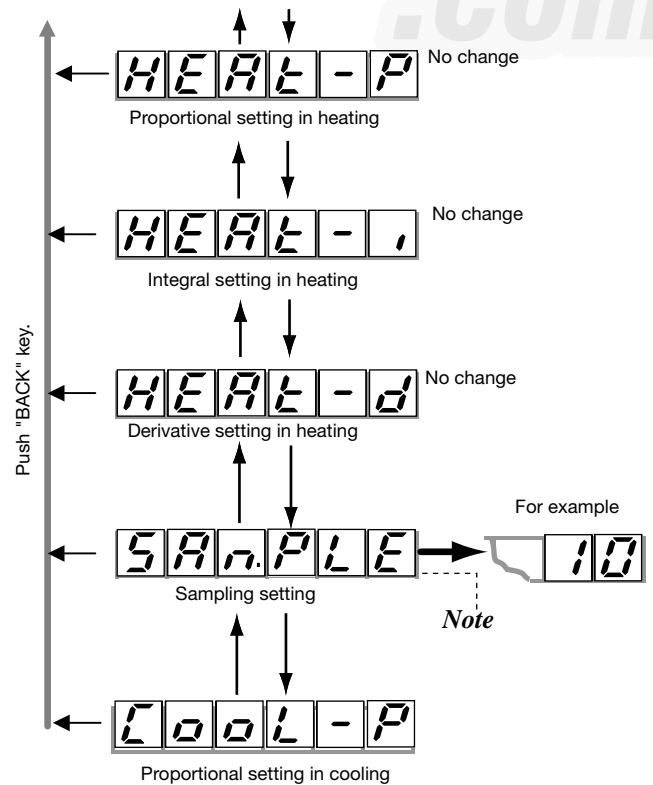 .com
HEAt-P
No change
Proportional setting in heating
HEAt-i
No change
Integral setting in heating
HEAt-d
No change
Derivative setting in heating
Push "BACK" key.
For example
SAn.PLE
10
Note
Sampling setting
CooL-P
Proportional setting in cooling